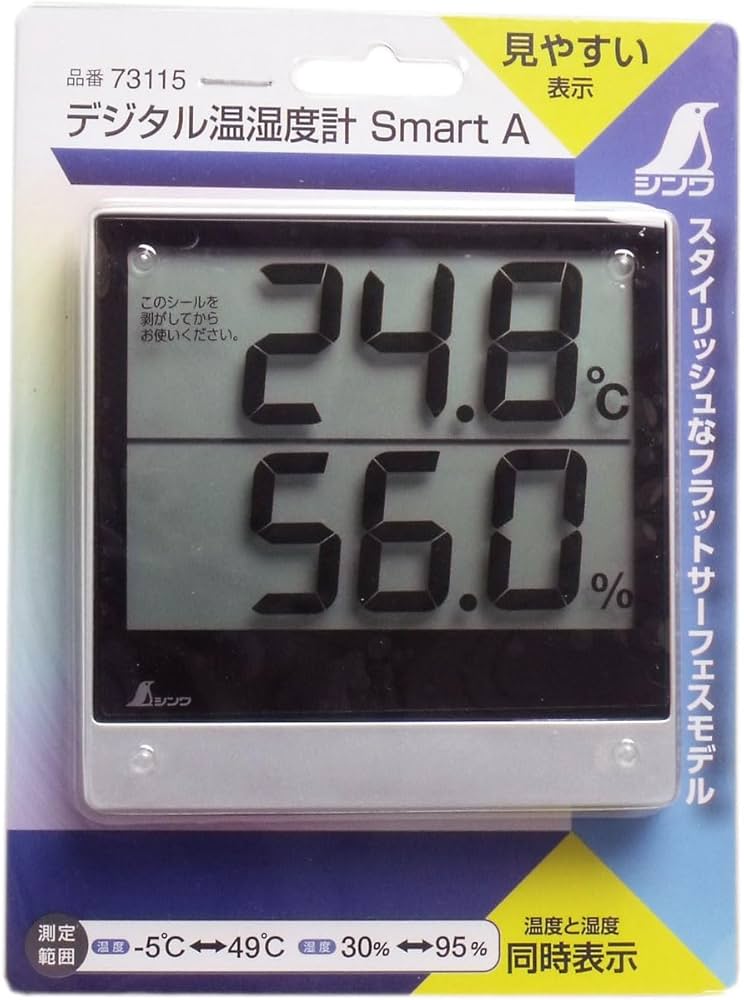 品番 73115
デジタル温湿度計 Smart A
見やすい
表示
シンワ
スタイリッシュなフラットサーフェスモデル
このシールを
剥がしてから
お使いください。
24.8℃
56.0%
シンワ
測定
範囲
温度 -5℃↔49℃ 湿度 30%↔95%
温度と湿度
同時表示